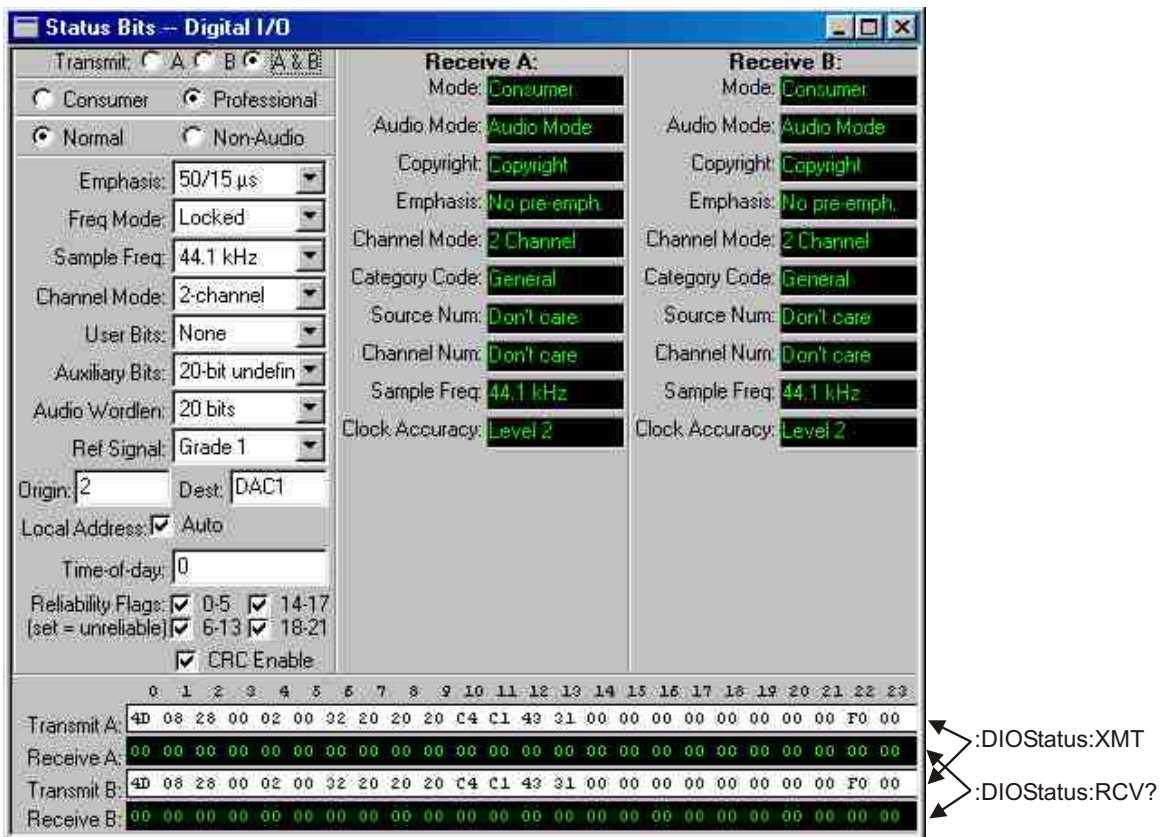 Status Bits -- Digital I/O
Transmit: A B A & B
Consumer Professional
Normal Non-Audio
Emphasis: 50/15 µs
Freq Mode: Locked
Sample Freq: 44.1 kHz
Channel Mode: 2-channel
User Bits: None
Auxiliary Bits: 20-bit undefin
Audio Wordlen: 20 bits
Ref Signal: Grade 1
Origin: 2 Dest: DAC1
Local Address: Auto
Time-of-day: 0
Reliability Flags: 0-5 14-17
(set = unreliable) 6-13 18-21
CRC Enable
Receive A:
Mode: Consumer
Audio Mode: Audio Mode
Copyright: Copyright
Emphasis: No pre-emph.
Channel Mode: 2 Channel
Category Code: General
Source Num: Don't care
Channel Num: Don't care
Sample Freq: 44.1 kHz
Clock Accuracy: Level 2
Receive B:
Mode: Consumer
Audio Mode: Audio Mode
Copyright: Copyright
Emphasis: No pre-emph.
Channel Mode: 2 Channel
Category Code: General
Source Num: Don't care
Channel Num: Don't care
Sample Freq: 44.1 kHz
Clock Accuracy: Level 2
0 1 2 3 4 5 6 7 8 9 10 11 12 13 14 15 16 17 18 19 20 21 22 23
Transmit A: 4D 08 28 00 02 00 32 20 20 20 C4 C1 43 31 00 00 00 00 00 00 00 00 F0 00
Receive A: 00 00 00 00 00 00 00 00 00 00 00 00 00 00 00 00 00 00 00 00 00 00 00 00
Transmit B: 4D 08 28 00 02 00 32 20 20 20 C4 C1 43 31 00 00 00 00 00 00 00 00 F0 00
Receive B: 00 00 00 00 00 00 00 00 00 00 00 00 00 00 00 00 00 00 00 00 00 00 00 00
:DIOStatus:XMT
:DIOStatus:RCV?